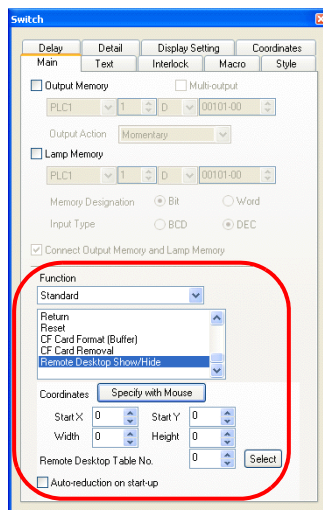 Switch
Delay Detail Display Setting Coordinates
Main Text Interlock Macro Style
Output Memory Multi-output
PLC1 1 D 00101-00
Output Action Momentary
Lamp Memory
PLC1 1 D 00101-00
Memory Designation Bit Word
Input Type BCD DEC
Connect Output Memory and Lamp Memory
Function
Standard
Return
Reset
CF Card Format (Buffer)
CF Card Removal
Remote Desktop Show/Hide
Coordinates Specify with Mouse
Start X 0 Start Y 0
Width 0 Height 0
Remote Desktop Table No. 0 Select
Auto-reduction on start-up